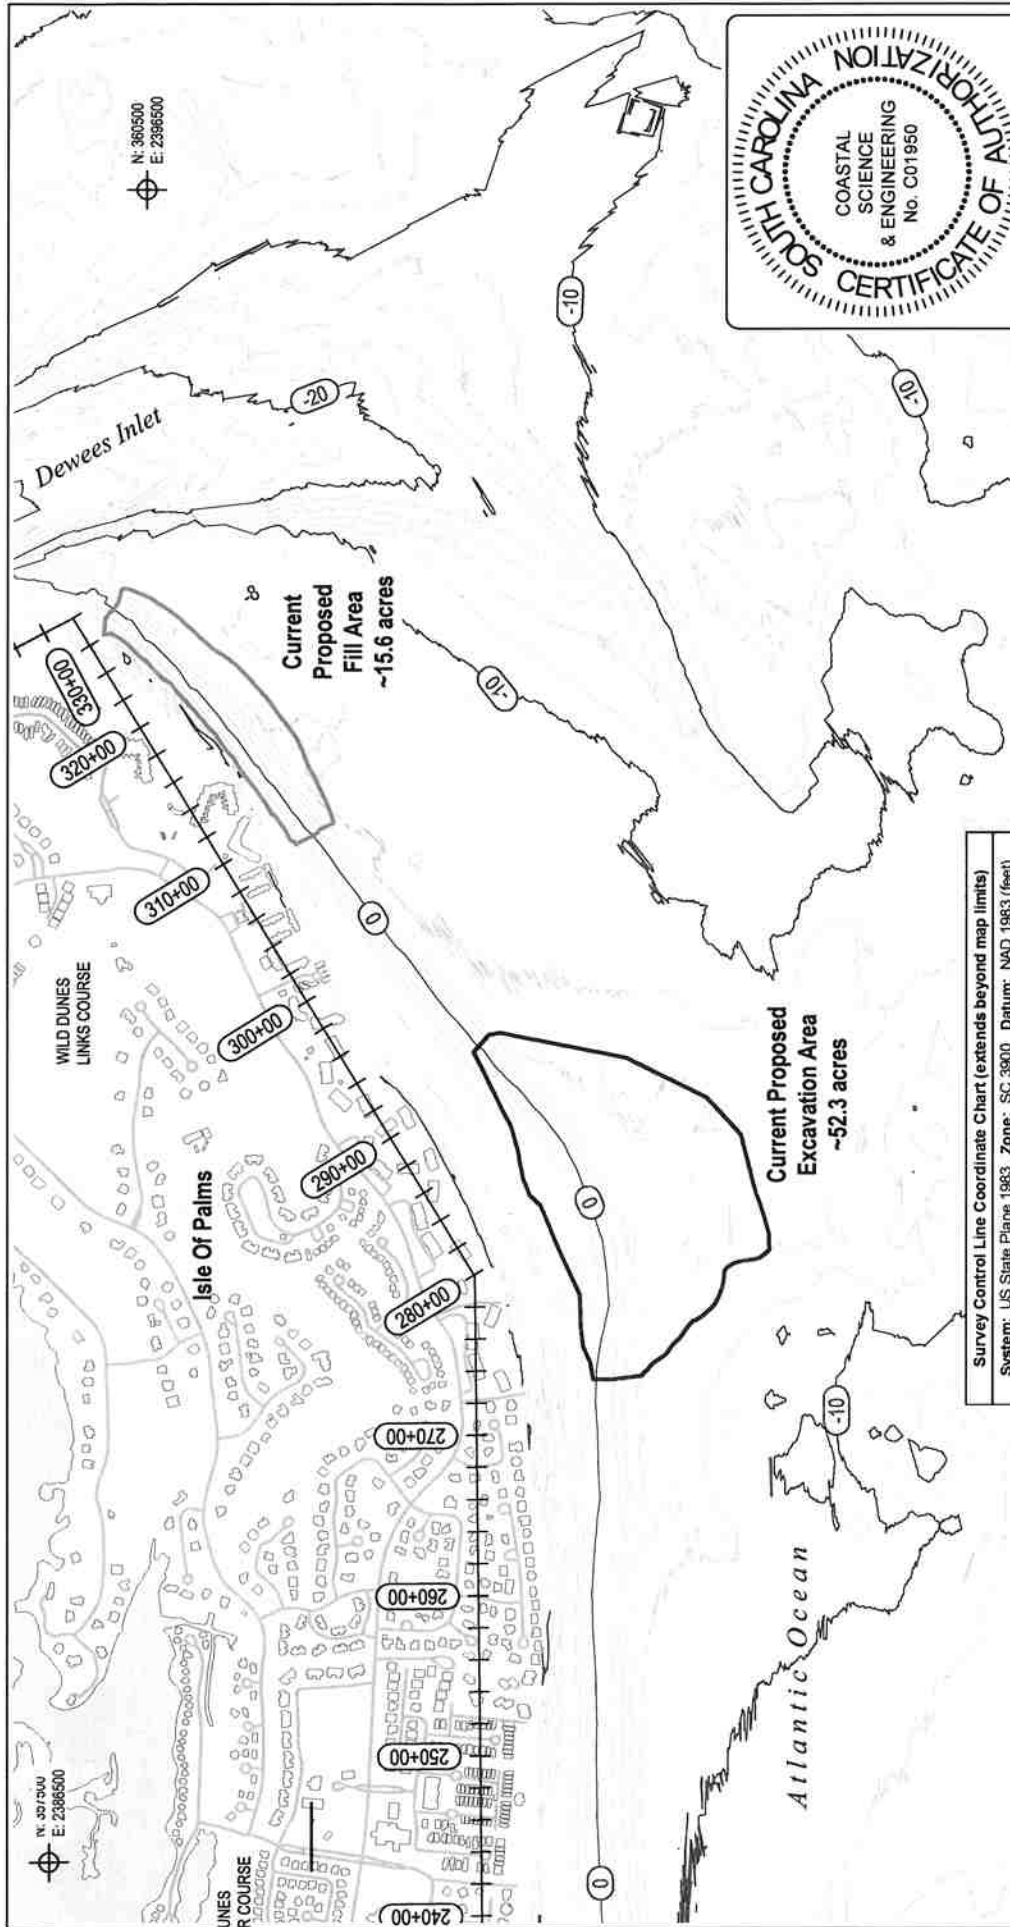 N: 360500
E: 2396500
Dewees Inlet
-20
-10
-10
-10
-10
Current
Proposed
Fill Area
~15.6 acres
330+00
320+00
310+00
300+00
290+00
280+00
270+00
260+00
250+00
240+00
WILD DUNES
LINKS COURSE
Isle Of Palms
0
0
0
Current Proposed
Excavation Area
~52.3 acres
Atlantic Ocean
E: 2386500
SOUTH CAROLINA
CERTIFICATE OF AUTHORIZATION
COASTAL
SCIENCE
& ENGINEERING
No. C01950
Survey Control Line Coordinate Chart (extends beyond map limits)
System: US State Plane 1983 Zone: SC 3900 Datum: NAD 1983 (feet)